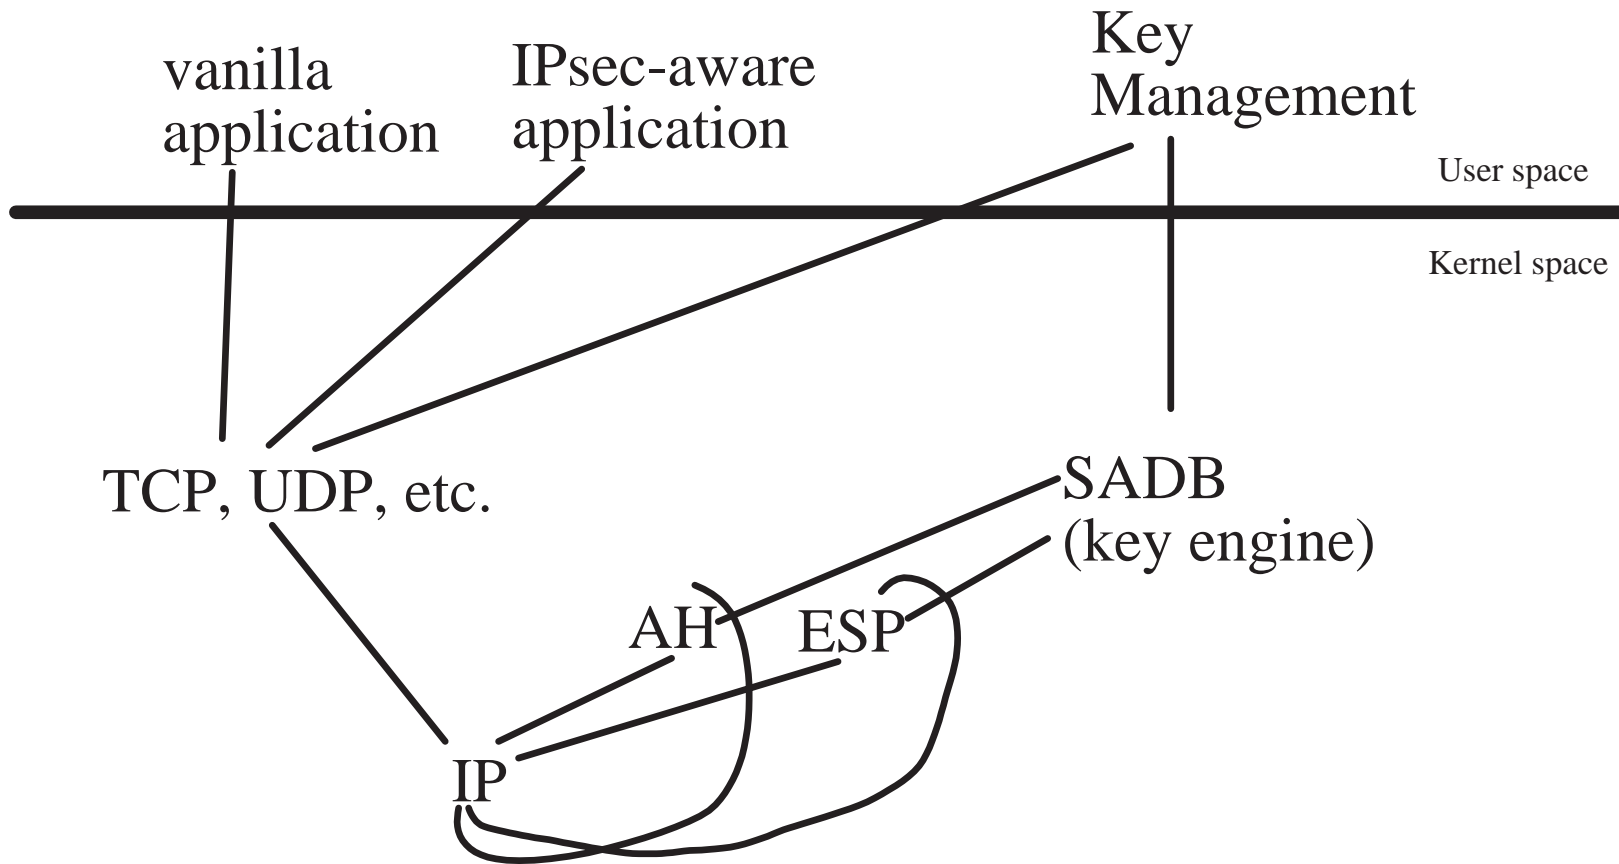 vanilla
application
IPsec-aware
application
Key
Management
User space
Kernel space
TCP, UDP, etc.
SADB
(key engine)
AH
ESP
IP